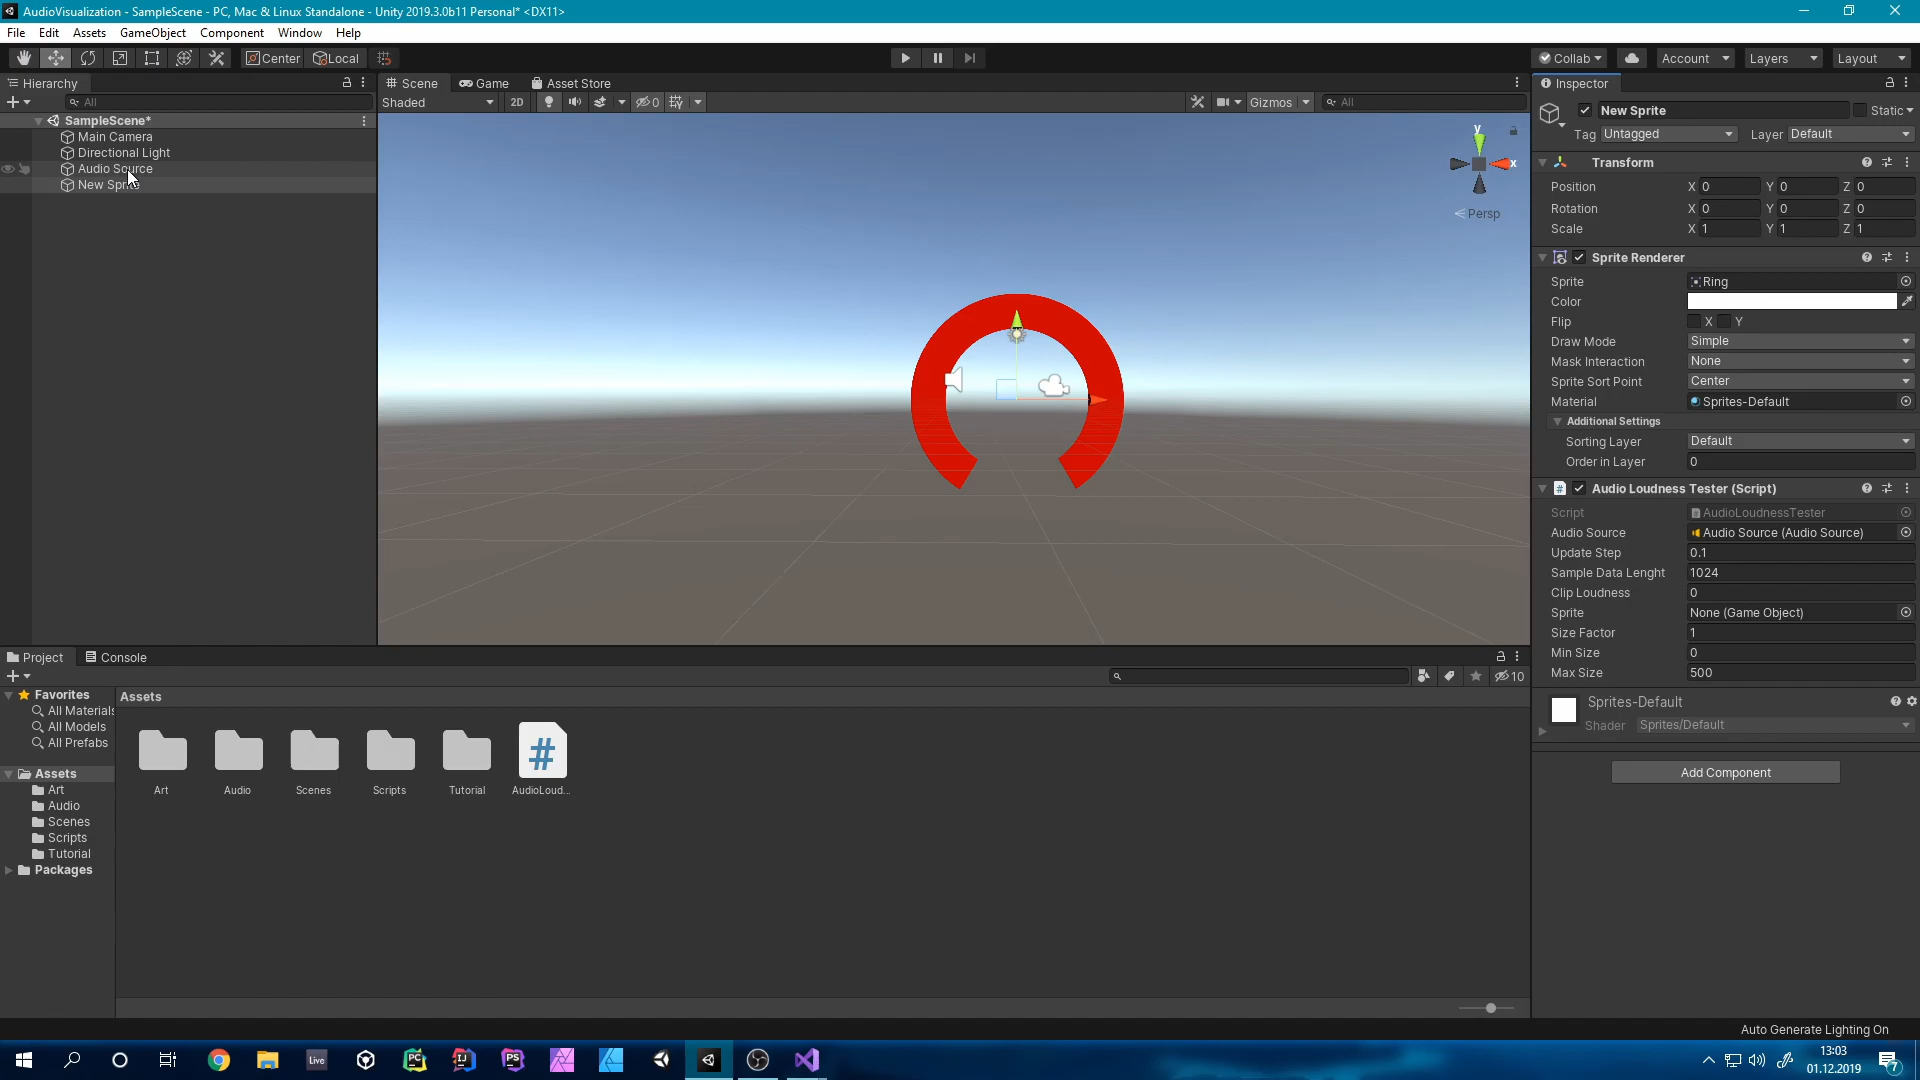 AudioVisualization - SampleScene - PC, Mac & Linux Standalone - Unity 2019.3.0b11 Personal* <DX11>
File Edit Assets GameObject Component Window Help
Center Local Collab Account Layers Layout
Hierarchy Scene Game Asset Store Inspector
All Shaded 2D 0 Gizmos All
SampleScene*
Main Camera
Directional Light
Audio Source
New Sprite
y
x
Persp
New Sprite Static
Tag Untagged Layer Default
Transform
Position X 0 Y 0 Z 0
Rotation X 0 Y 0 Z 0
Scale X 1 Y 1 Z 1
Sprite Renderer
Sprite Ring
Color
Flip X Y
Draw Mode Simple
Mask Interaction None
Sprite Sort Point Center
Material Sprites-Default
Additional Settings
Sorting Layer Default
Order in Layer 0
Audio Loudness Tester (Script)
Script AudioLoudnessTester
Audio Source Audio Source (Audio Source)
Update Step 0.1
Sample Data Lenght 1024
Clip Loudness 0
Sprite None (Game Object)
Size Factor 1
Min Size 0
Max Size 500
Sprites-Default
Shader Sprites/Default
Add Component
Project Console
10
Favorites
All Materials
All Models
All Prefabs
Assets
Art
Audio
Scenes
Scripts
Tutorial
Packages
Assets
Art Audio Scenes Scripts Tutorial AudioLoud...
Auto Generate Lighting On
Live PC IJ PS
13:03
01.12.2019
7